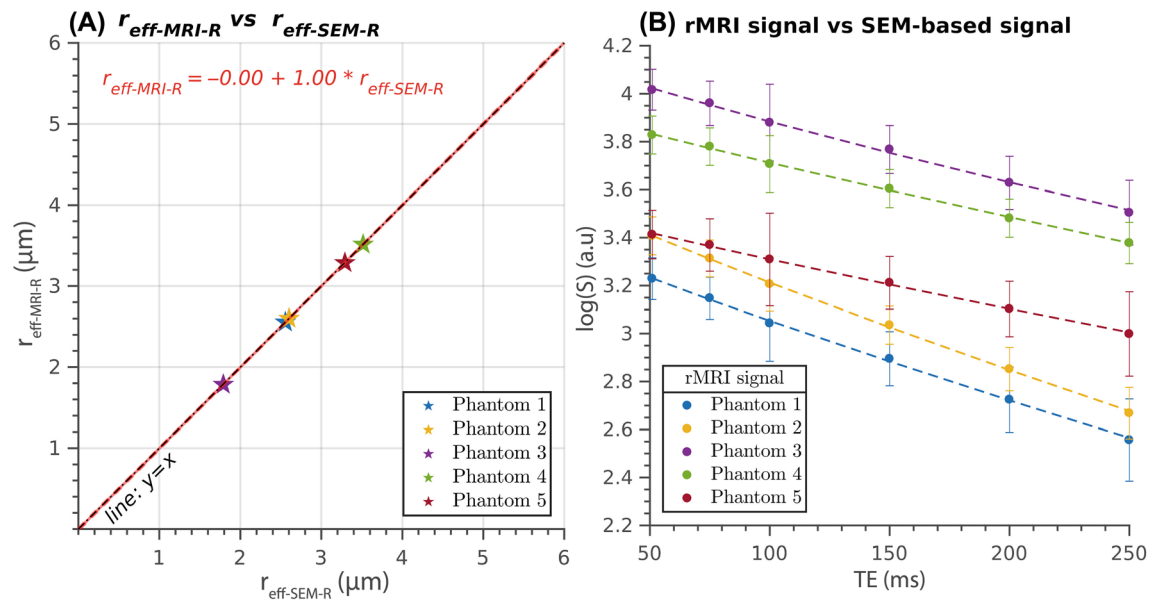 (A) r_eff-MRI-R vs r_eff-SEM-R
r_eff-MRI-R = –0.00 + 1.00 * r_eff-SEM-R
6
5
4
3
2
1
r_eff-MRI-R (μm)
line: y=x
Phantom 1
Phantom 2
Phantom 3
Phantom 4
Phantom 5
1 2 3 4 5 6
r_eff-SEM-R (μm)
(B) rMRI signal vs SEM-based signal
4.2
4
3.8
3.6
3.4
3.2
3
2.8
2.6
2.4
2.2
log(S) (a.u)
rMRI signal
Phantom 1
Phantom 2
Phantom 3
Phantom 4
Phantom 5
50 100 150 200 250
TE (ms)